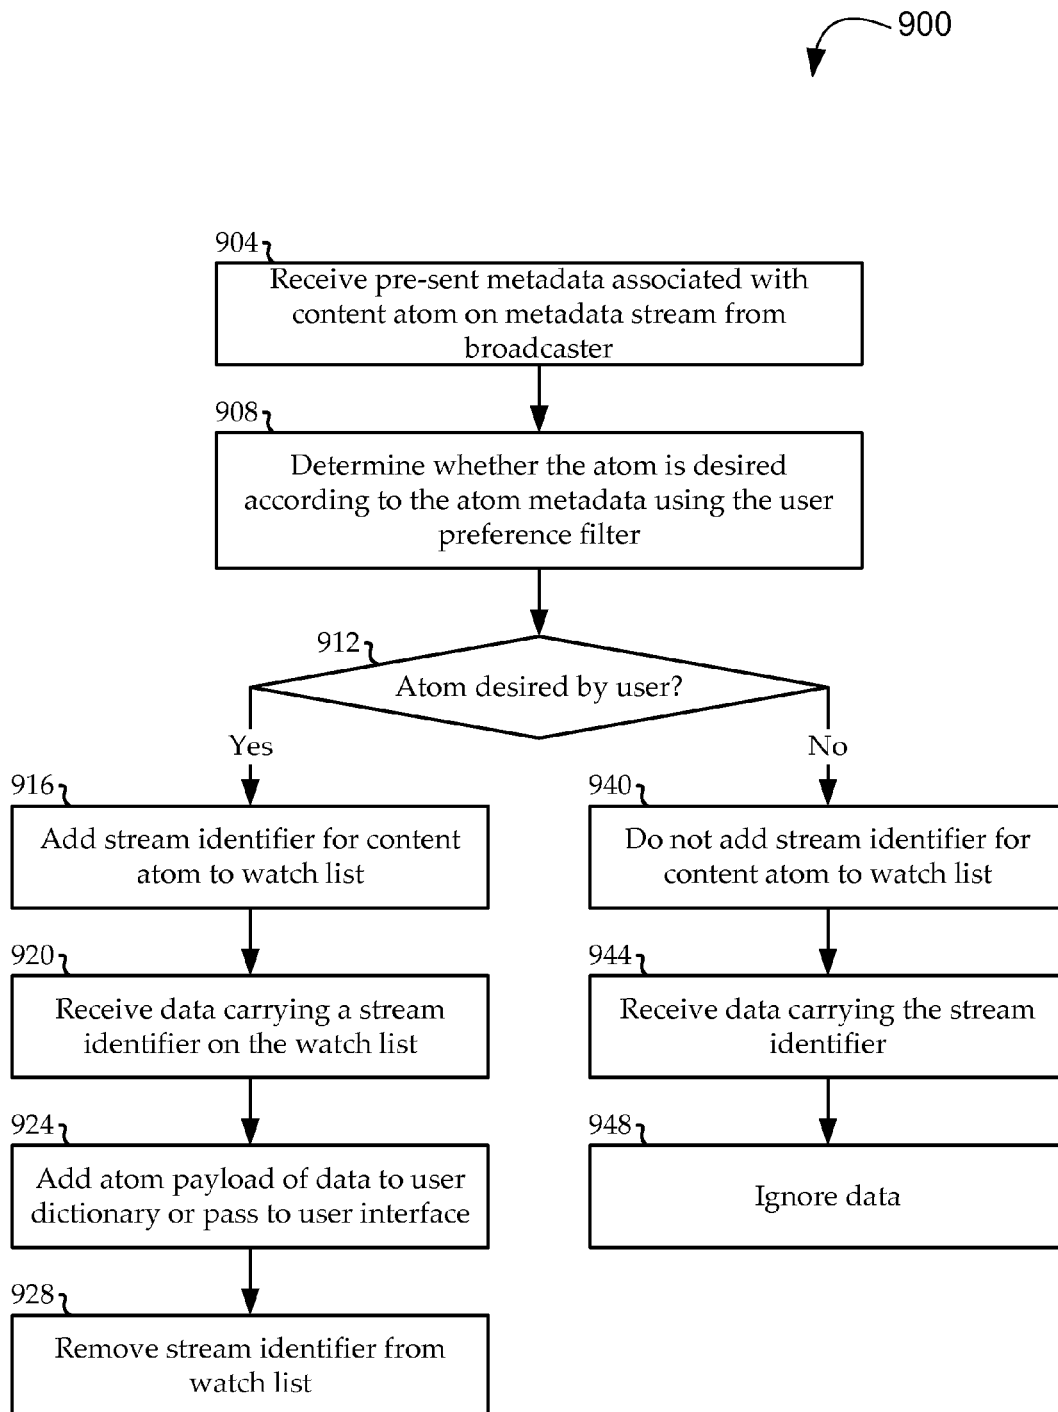 900
904
Receive pre-sent metadata associated with
content atom on metadata stream from
broadcaster
908
Determine whether the atom is desired
according to the atom metadata using the user
preference filter
912
Atom desired by user?
Yes
No
916
Add stream identifier for content
atom to watch list
920
Receive data carrying a stream
identifier on the watch list
924
Add atom payload of data to user
dictionary or pass to user interface
928
Remove stream identifier from
watch list
940
Do not add stream identifier for
content atom to watch list
944
Receive data carrying the stream
identifier
948
Ignore data